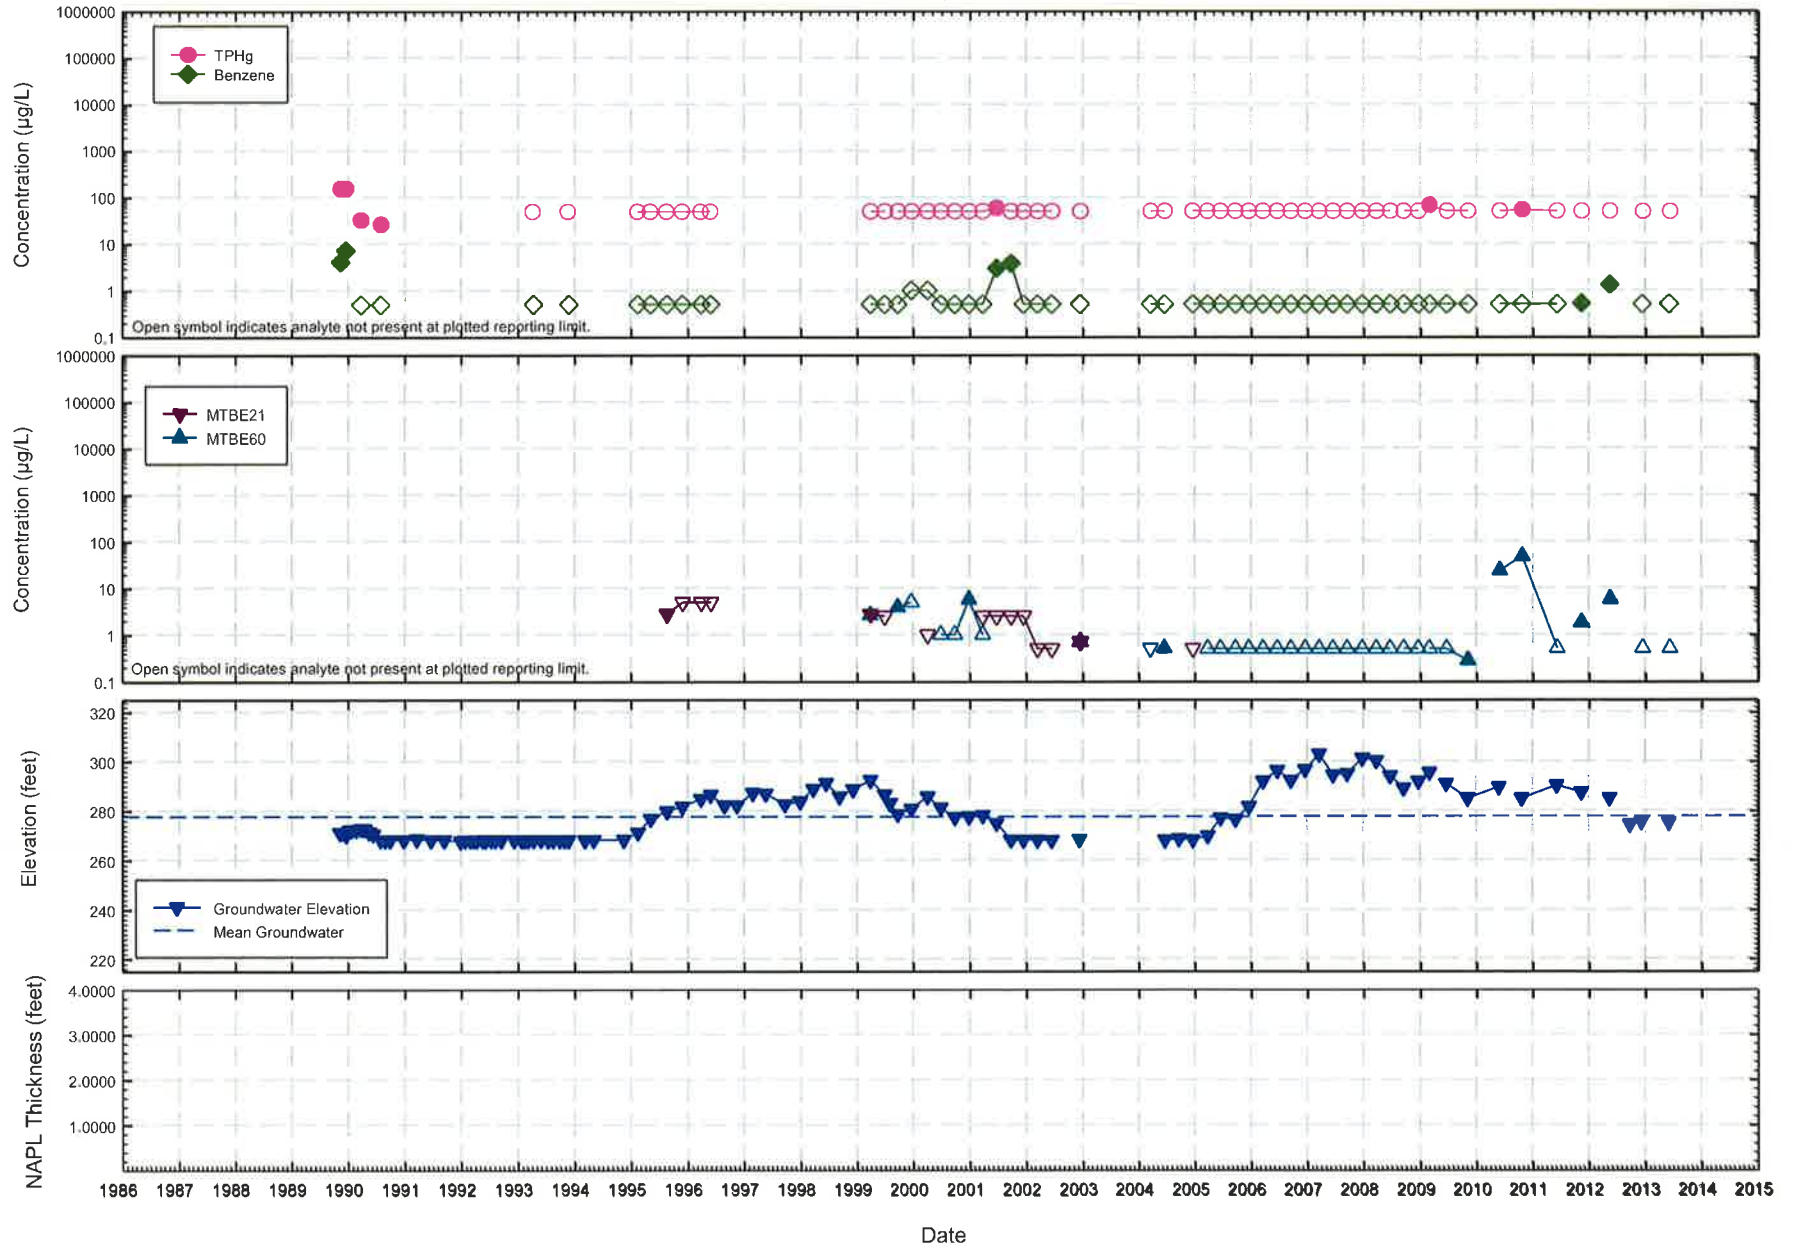 1000000
100000
10000
1000
100
10
1
0.1
Concentration (µg/L)
TPHg
Benzene
Open symbol indicates analyte not present at plotted reporting limit.
1000000
100000
10000
1000
100
10
1
0.1
Concentration (µg/L)
MTBE21
MTBE60
Open symbol indicates analyte not present at plotted reporting limit.
320
300
280
260
240
220
Elevation (feet)
Groundwater Elevation
Mean Groundwater
4.0000
3.0000
2.0000
1.0000
NAPL Thickness (feet)
1986 1987 1988 1989 1990 1991 1992 1993 1994 1995 1996 1997 1998 1999 2000 2001 2002 2003 2004 2005 2006 2007 2008 2009 2010 2011 2012 2013 2014 2015
Date